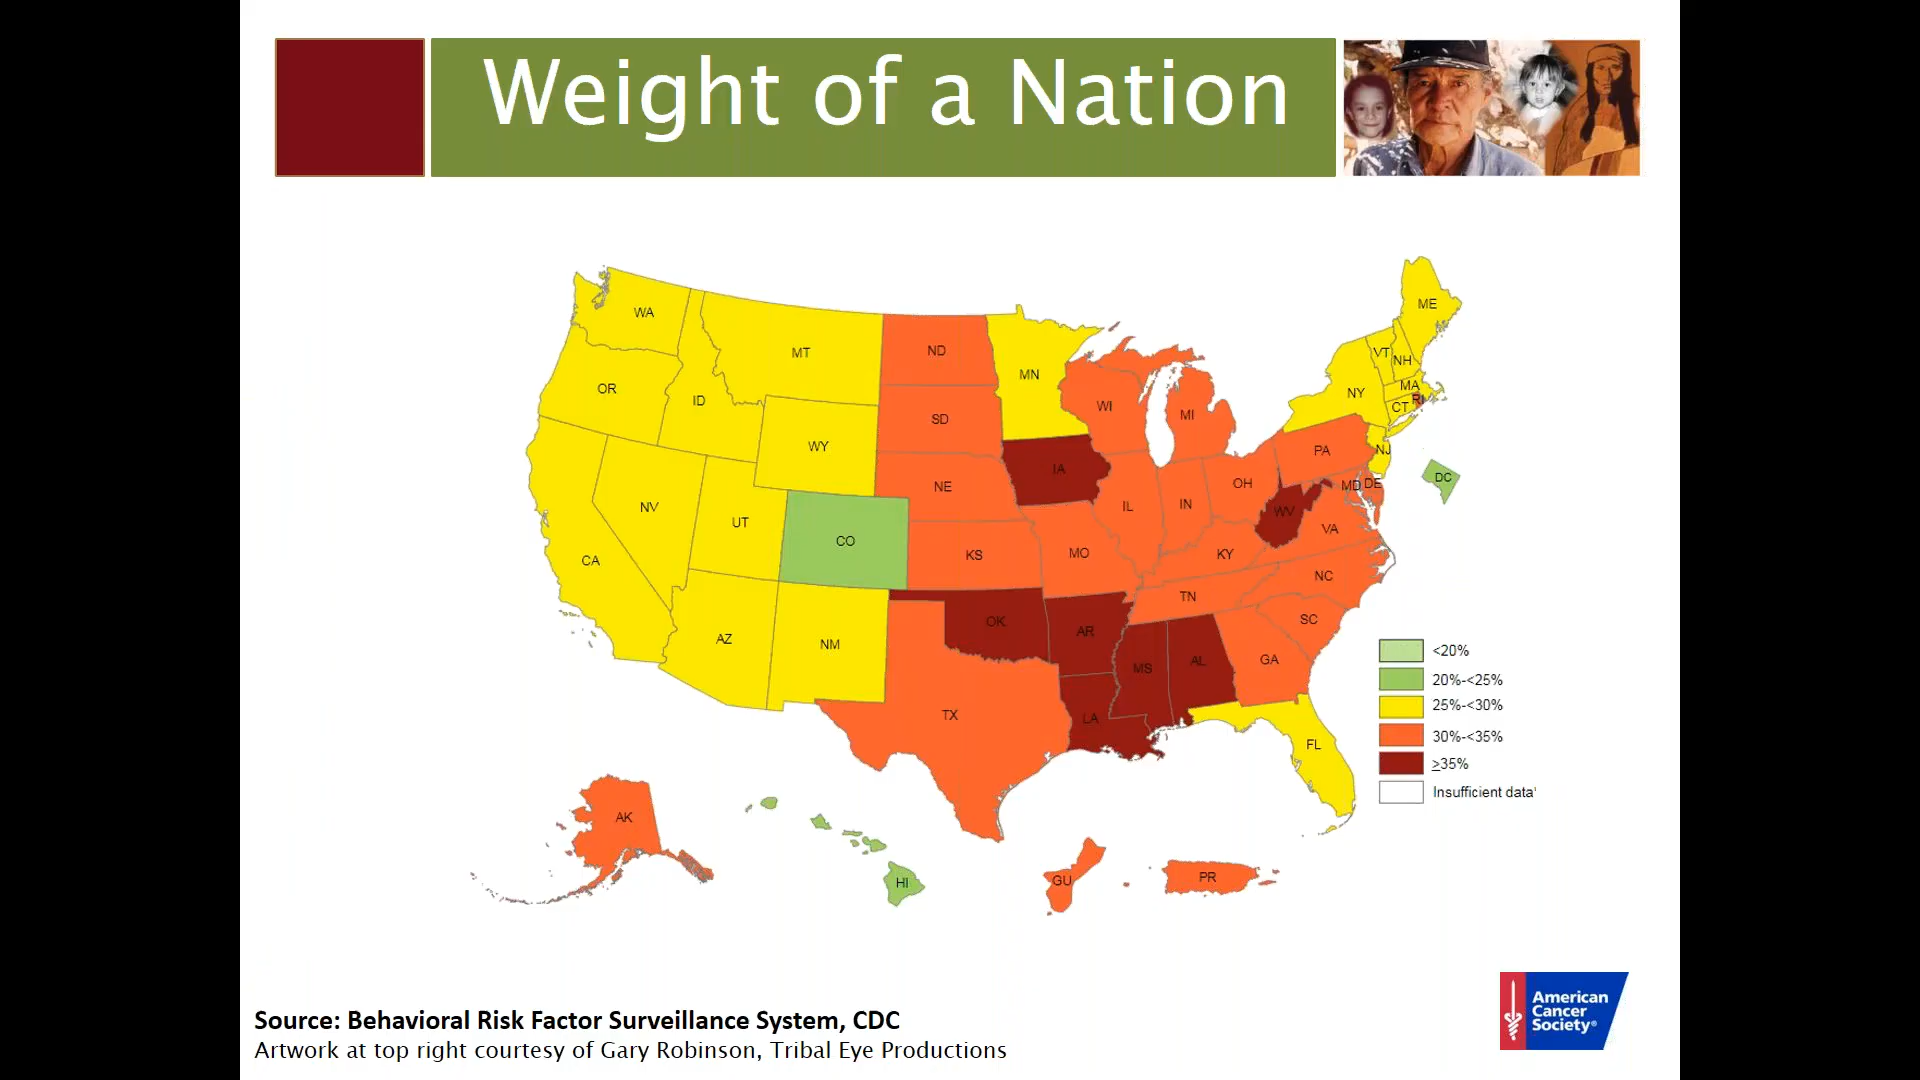 Weight of a Nation
WA
MT
ND
MN
ME
VT
NH
OR
ID
WY
SD
WI
MI
NY
MA
CT
RI
IA
PA
NJ
NE
IL
IN
OH
MD
DE
DC
NV
UT
CO
KS
MO
KY
WV
VA
CA
AZ
NM
OK
AR
TN
NC
SC
TX
LA
MS
AL
GA
FL
AK
HI
GU
PR
<20%
20%-<25%
25%-<30%
30%-<35%
≥35%
Insufficient data¹
American
Cancer
Society®
Source: Behavioral Risk Factor Surveillance System, CDC
Artwork at top right courtesy of Gary Robinson, Tribal Eye Productions